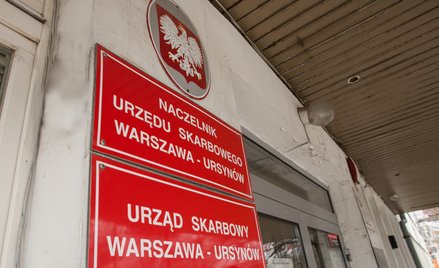 NACZELNIK
URZĘDU SKARBOWEGO
WARSZAWA - URSYNÓW
URZĄD SKARBOWY
WARSZAWA - URSYNÓW